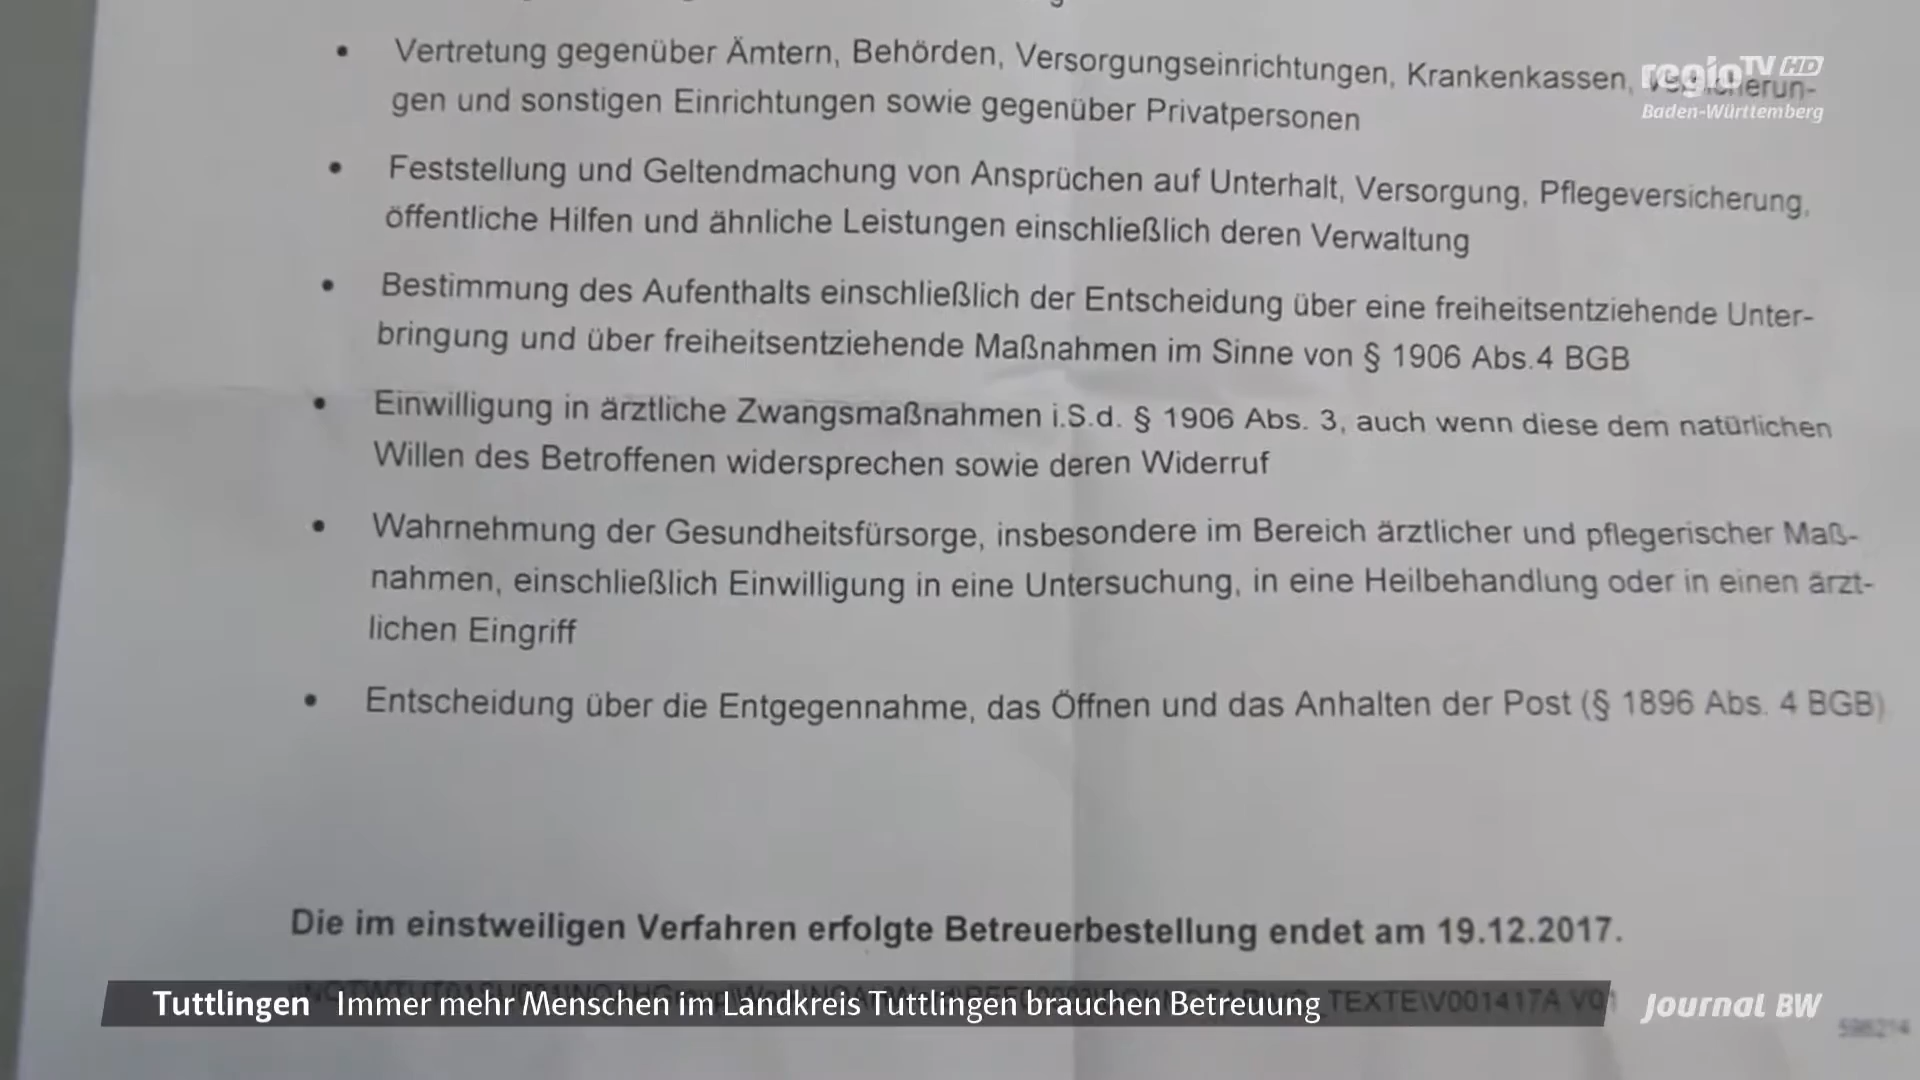 Vertretung gegenüber Ämtern, Behörden, Versorgungseinrichtungen, Krankenkassen, Versicherun-
gen und sonstigen Einrichtungen sowie gegenüber Privatpersonen
Feststellung und Geltendmachung von Ansprüchen auf Unterhalt, Versorgung, Pflegeversicherung,
öffentliche Hilfen und ähnliche Leistungen einschließlich deren Verwaltung
Bestimmung des Aufenthalts einschließlich der Entscheidung über eine freiheitsentziehende Unter-
bringung und über freiheitsentziehende Maßnahmen im Sinne von § 1906 Abs.4 BGB
Einwilligung in ärztliche Zwangsmaßnahmen i.S.d. § 1906 Abs. 3, auch wenn diese dem natürlichen
Willen des Betroffenen widersprechen sowie deren Widerruf
Wahrnehmung der Gesundheitsfürsorge, insbesondere im Bereich ärztlicher und pflegerischer Maß-
nahmen, einschließlich Einwilligung in eine Untersuchung, in eine Heilbehandlung oder in einen ärzt-
lichen Eingriff
Entscheidung über die Entgegennahme, das Öffnen und das Anhalten der Post (§ 1896 Abs. 4 BGB)
Die im einstweiligen Verfahren erfolgte Betreuerbestellung endet am 19.12.2017.
regio TV HD
Baden-Württemberg
Tuttlingen Immer mehr Menschen im Landkreis Tuttlingen brauchen Betreuung
Journal BW